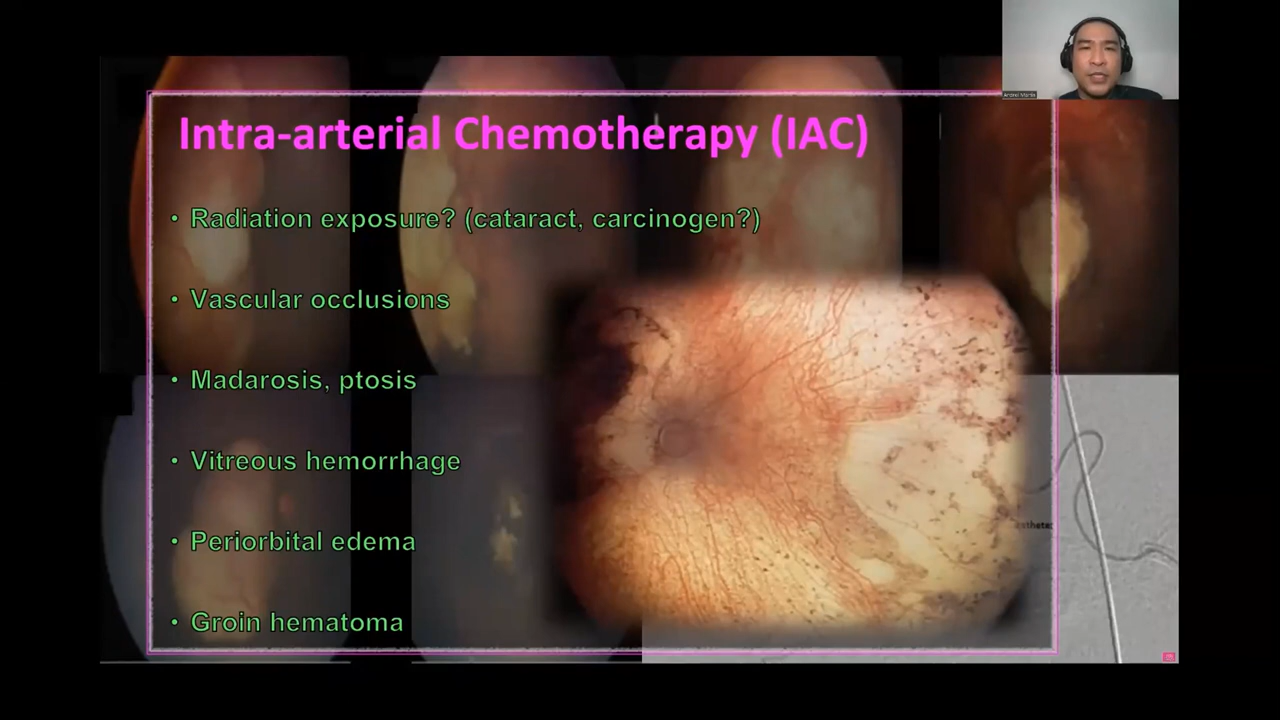 Intra-arterial Chemotherapy (IAC)
• Radiation exposure? (cataract, carcinogen?)
• Vascular occlusions
• Madarosis, ptosis
• Vitreous hemorrhage
• Periorbital edema
• Groin hematoma